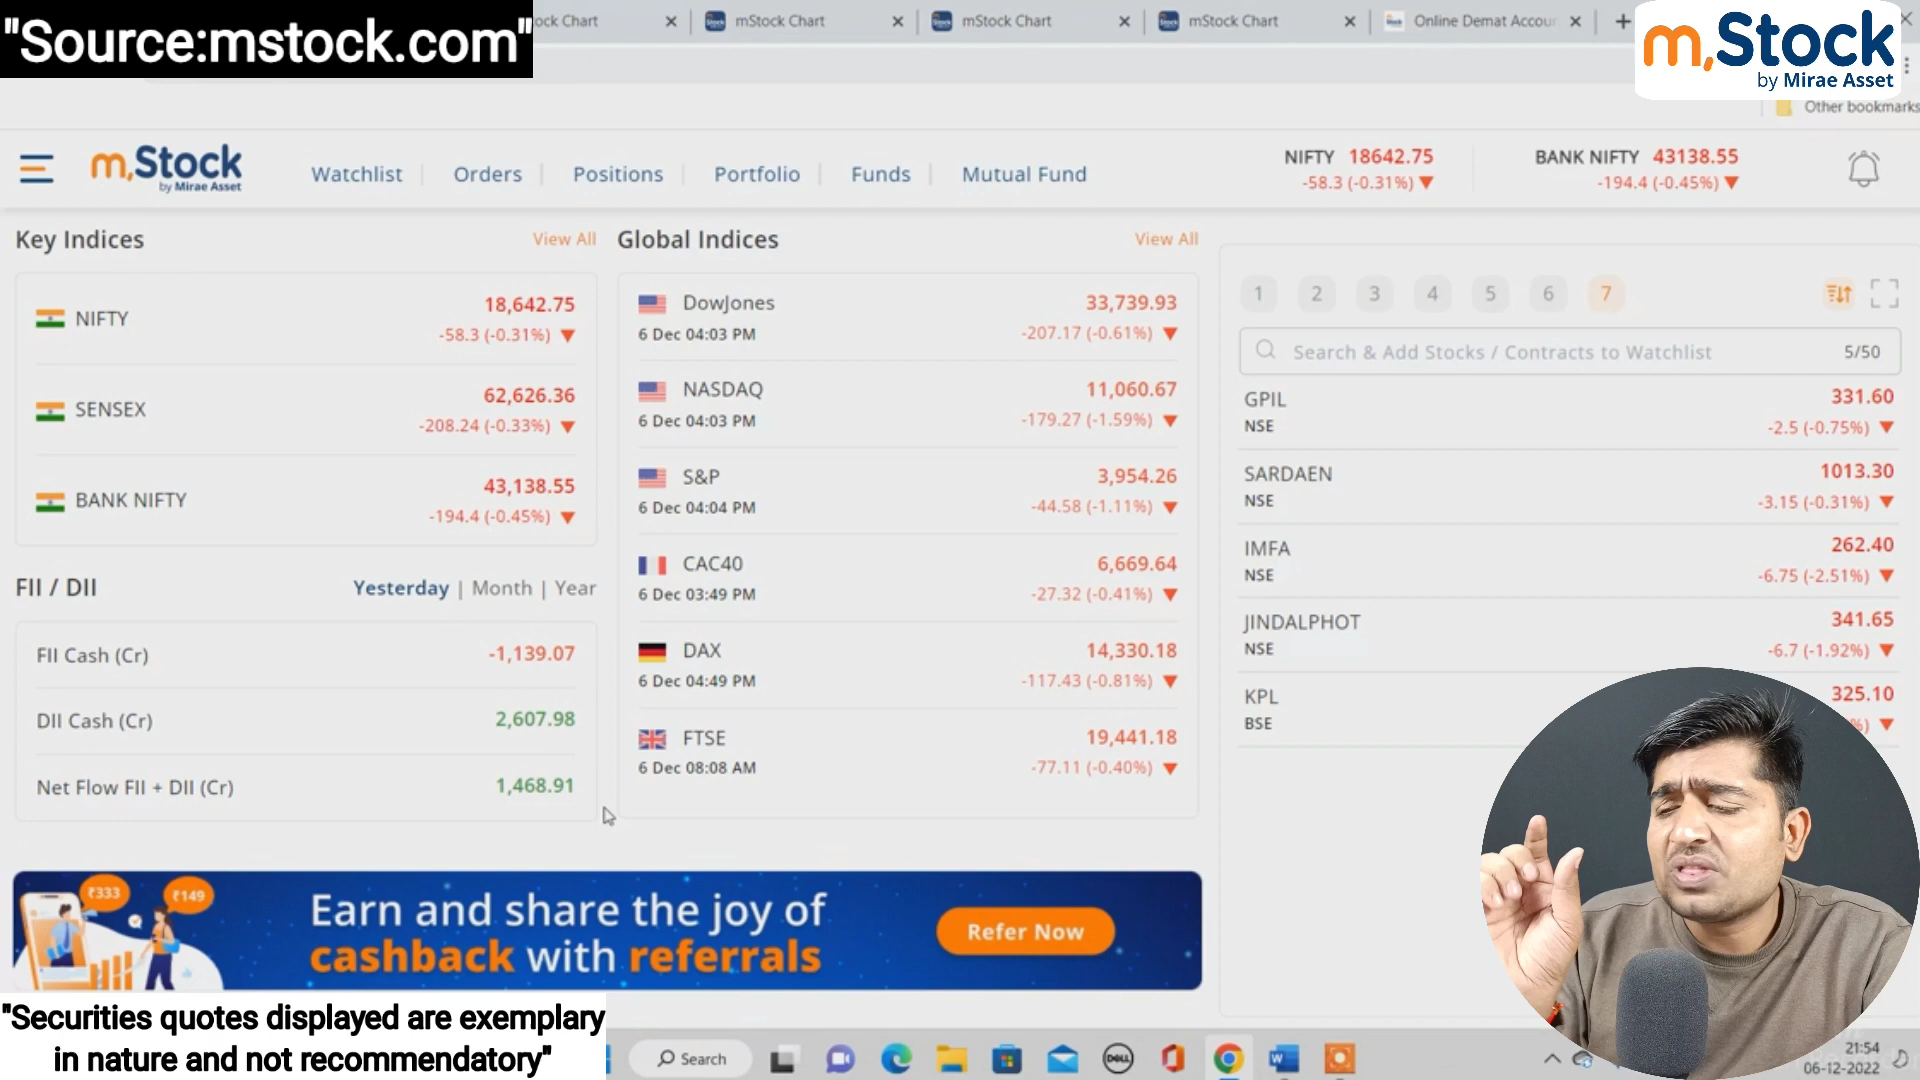 "Source:mstock.com"
ock Chart
mStock Chart
mStock Chart
mStock Chart
Online Demat Accoun
m.Stock
by Mirae Asset
Other bookmarks
m.Stock
by Mirae Asset
Watchlist
Orders
Positions
Portfolio
Funds
Mutual Fund
NIFTY 18642.75
-58.3 (-0.31%)
BANK NIFTY 43138.55
-194.4 (-0.45%)
Key Indices
View All
NIFTY
18,642.75
-58.3 (-0.31%)
SENSEX
62,626.36
-208.24 (-0.33%)
BANK NIFTY
43,138.55
-194.4 (-0.45%)
FII / DII
Yesterday | Month | Year
FII Cash (Cr)
-1,139.07
DII Cash (Cr)
2,607.98
Net Flow FII + DII (Cr)
1,468.91
Global Indices
View All
DowJones
33,739.93
6 Dec 04:03 PM
-207.17 (-0.61%)
NASDAQ
11,060.67
6 Dec 04:03 PM
-179.27 (-1.59%)
S&P
3,954.26
6 Dec 04:04 PM
-44.58 (-1.11%)
CAC40
6,669.64
6 Dec 03:49 PM
-27.32 (-0.41%)
DAX
14,330.18
6 Dec 04:49 PM
-117.43 (-0.81%)
FTSE
19,441.18
6 Dec 08:08 AM
-77.11 (-0.40%)
1 2 3 4 5 6 7
Search & Add Stocks / Contracts to Watchlist
5/50
GPIL
331.60
NSE
-2.5 (-0.75%)
SARDAEN
1013.30
NSE
-3.15 (-0.31%)
IMFA
262.40
NSE
-6.75 (-2.51%)
JINDALPHOT
341.65
NSE
-6.7 (-1.92%)
KPL
325.10
BSE
%)
₹333
₹149
Earn and share the joy of
cashback with referrals
Refer Now
"Securities quotes displayed are exemplary
in nature and not recommendatory"
Search
DELL
21:54
06-12-2022